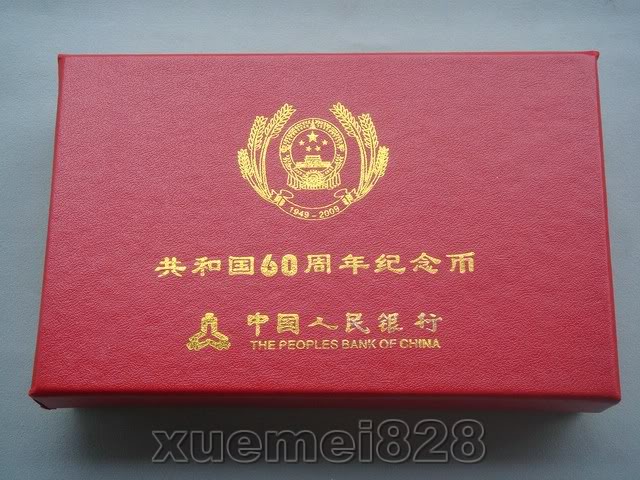 1949-2009
共和国60周年纪念币
中国人民银行
THE PEOPLES BANK OF CHINA
xuemei828